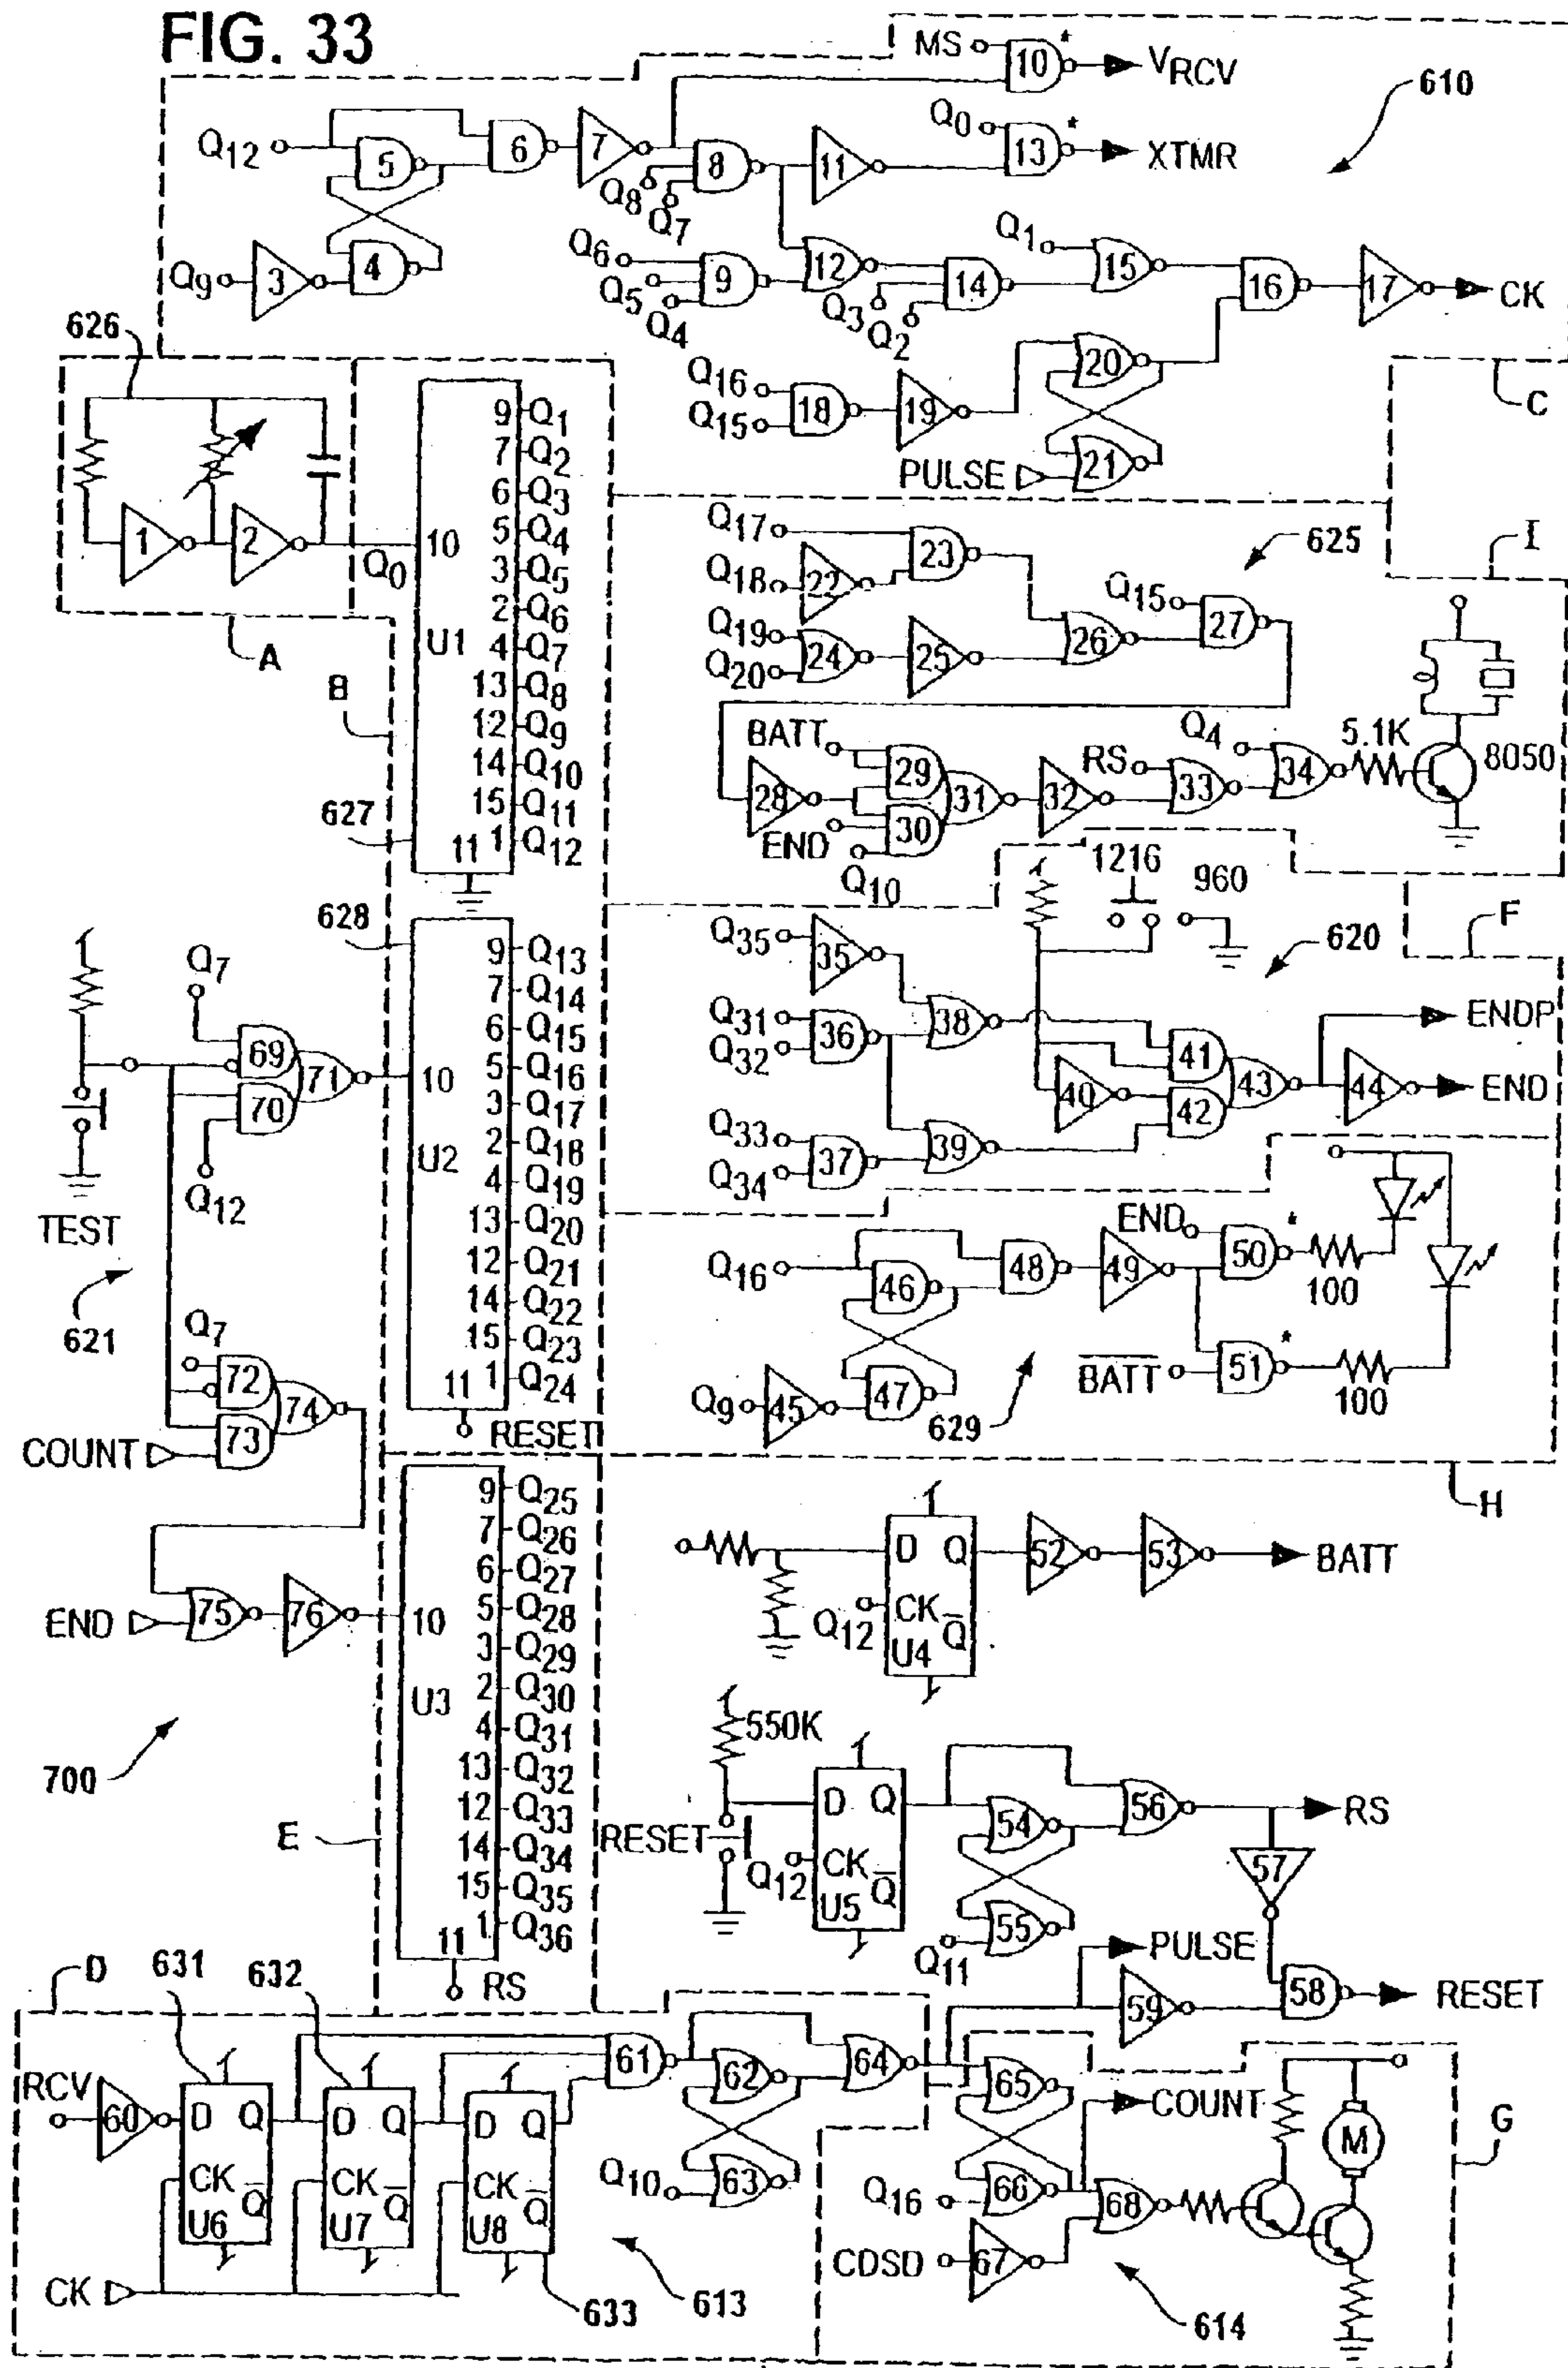 FIG. 33
MS
10
*
VRCV
610
Q12
5
6
7
Q8
Q7
8
11
Q0
13
*
XTMR
Q9
3
4
Q6
Q5
Q4
9
12
Q3
Q2
14
Q1
15
16
17
CK
626
Q16
Q15
18
19
20
PULSE
21
C
1
2
Q0
A
B
10
U1
9 Q1
7 Q2
6 Q3
5 Q4
3 Q5
2 Q6
4 Q7
13 Q8
12 Q9
14 Q10
15 Q11
1 Q12
11
627
Q17
Q18
22
23
625
I
Q19
Q20
24
25
26
Q15
27
BATT
28
29
30
END
Q10
31
32
RS
33
Q4
34
5.1K
8050
628
Q7
69
70
71
Q12
TEST
621
10
U2
9 Q13
7 Q14
6 Q15
5 Q16
3 Q17
2 Q18
4 Q19
13 Q20
12 Q21
14 Q22
15 Q23
1 Q24
11
RESET
1216
960
F
620
Q35
35
Q31
Q32
36
38
Q33
Q34
37
39
40
41
42
43
44
ENDP
END
Q16
46
48
49
END
50
*
100
Q9
45
47
629
BATT
51
*
100
H
Q7
72
73
74
COUNT
END
75
76
700
E
10
U3
9 Q25
7 Q26
6 Q27
5 Q28
3 Q29
2 Q30
4 Q31
13 Q32
12 Q33
14 Q34
15 Q35
1 Q36
11
RS
D Q
Q12
CK Q
U4
52
53
BATT
550K
RESET
D Q
Q12
CK Q
U5
54
55
Q11
56
RS
57
PULSE
59
58
RESET
D
631
632
RCV
60
D Q
CK Q
U6
D Q
CK Q
U7
D Q
CK Q
U8
CK
633
613
61
62
Q10
63
64
65
COUNT
Q16
66
68
CDSD
67
614
M
G